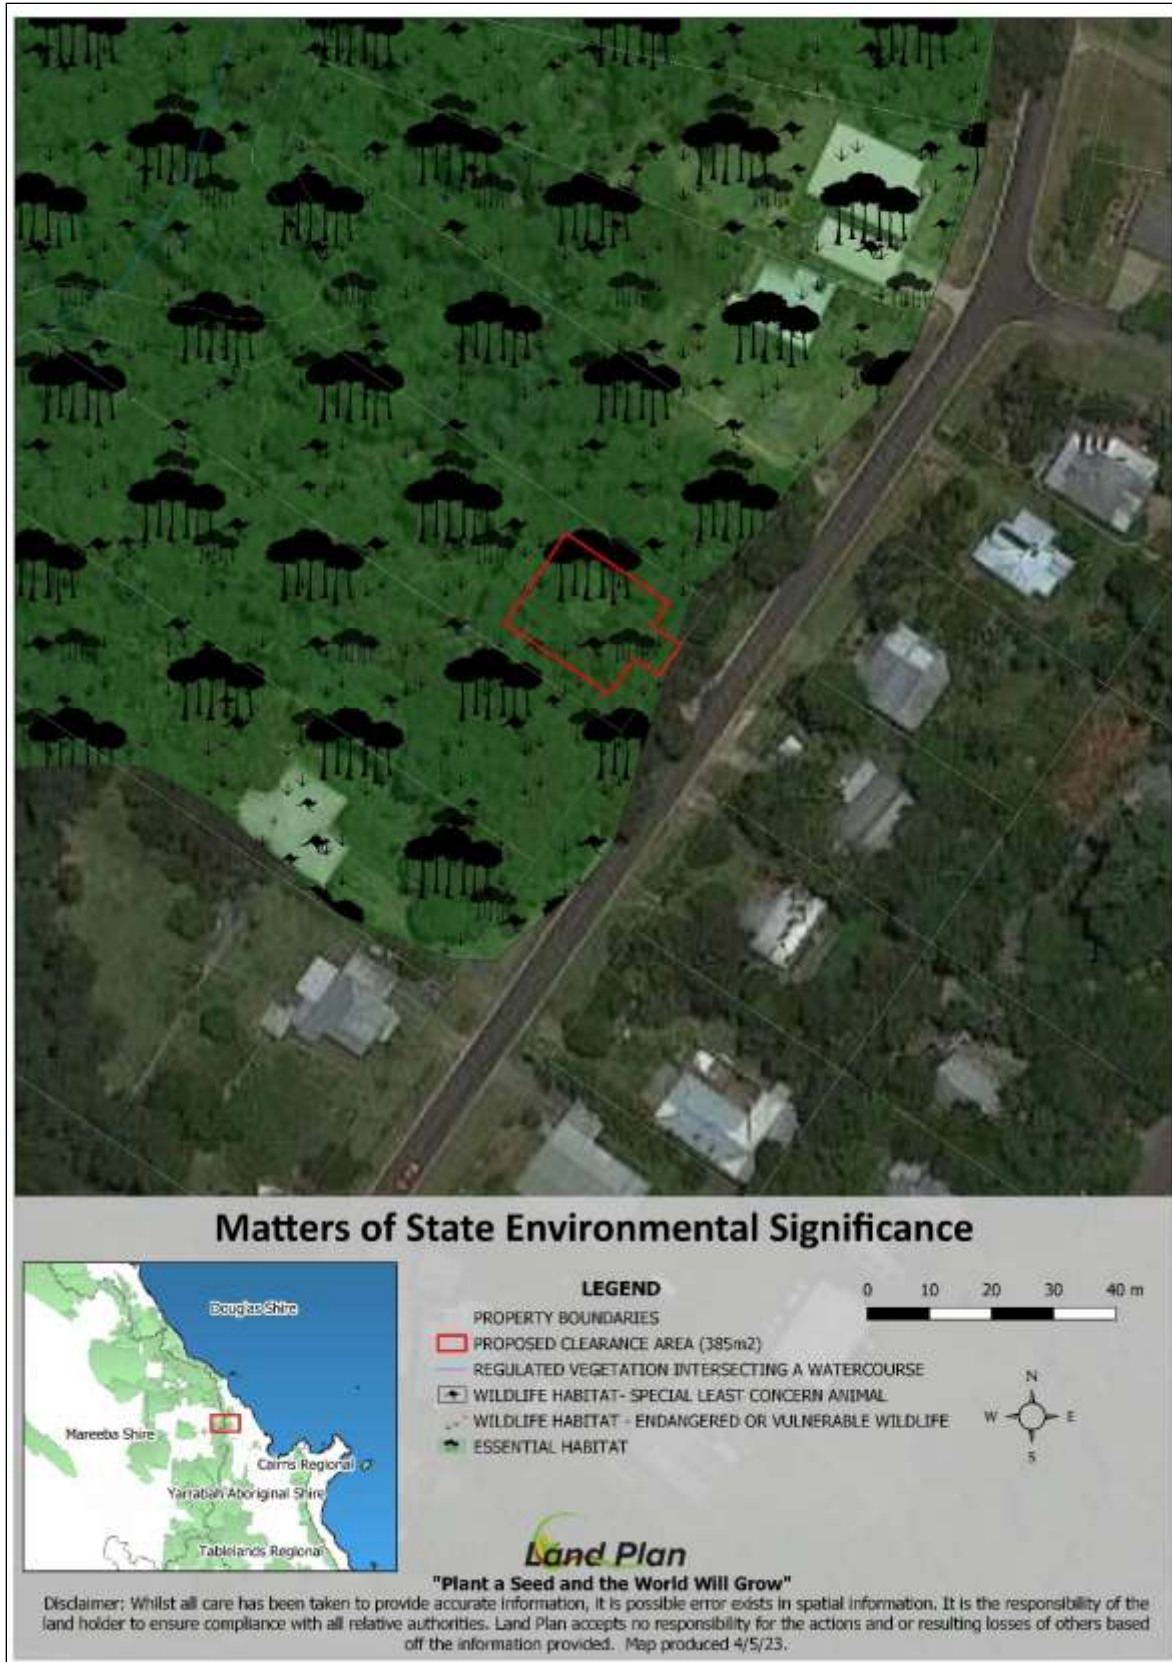 Matters of State Environmental Significance
Douglas Shire
Mareeba Shire
Cairns Regional
Yarrabah Aboriginal Shire
Tablelands Regional
LEGEND
PROPERTY BOUNDARIES
PROPOSED CLEARANCE AREA (385m2)
REGULATED VEGETATION INTERSECTING A WATERCOURSE
WILDLIFE HABITAT- SPECIAL LEAST CONCERN ANIMAL
WILDLIFE HABITAT - ENDANGERED OR VULNERABLE WILDLIFE
ESSENTIAL HABITAT
0 10 20 30 40 m
N
W E
S
Land Plan
"Plant a Seed and the World Will Grow"
Disclaimer: Whilst all care has been taken to provide accurate information, it is possible error exists in spatial information. It is the responsibility of the
land holder to ensure compliance with all relative authorities. Land Plan accepts no responsibility for the actions and or resulting losses of others based
off the information provided. Map produced 4/5/23.